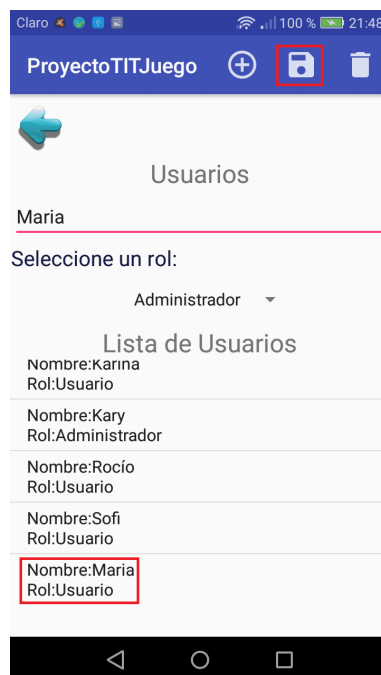 Claro 100 % 21:48
ProyectoTITJuego
Usuarios
Maria
Seleccione un rol:
Administrador
Lista de Usuarios
Nombre:Karina
Rol:Usuario
Nombre:Kary
Rol:Administrador
Nombre:Rocío
Rol:Usuario
Nombre:Sofi
Rol:Usuario
Nombre:Maria
Rol:Usuario